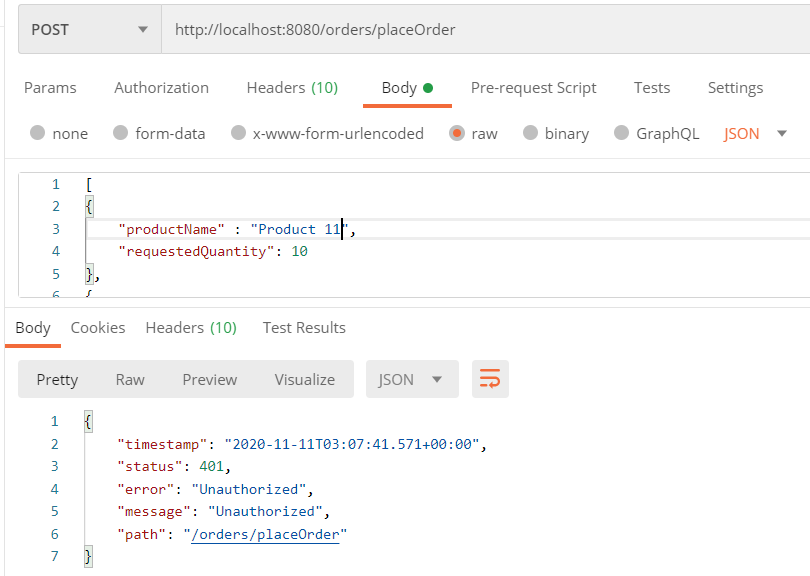 POST http://localhost:8080/orders/placeOrder
Params Authorization Headers (10) Body Pre-request Script Tests Settings
none form-data x-www-form-urlencoded raw binary GraphQL JSON
1 [
2 {
3 "productName" : "Product 11",
4 "requestedQuantity": 10
5 },
6 {
Body Cookies Headers (10) Test Results
Pretty Raw Preview Visualize JSON
1 {
2 "timestamp": "2020-11-11T03:07:41.571+00:00",
3 "status": 401,
4 "error": "Unauthorized",
5 "message": "Unauthorized",
6 "path": "/orders/placeOrder"
7 }